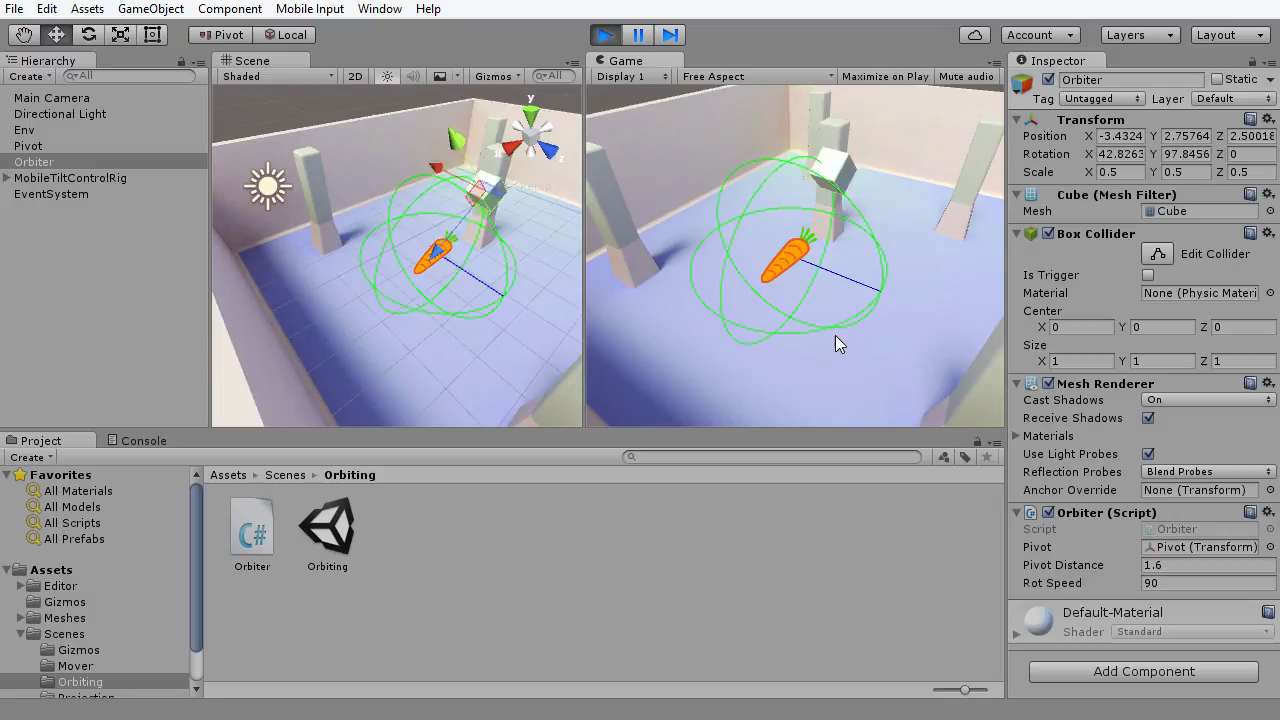 File Edit Assets GameObject Component Mobile Input Window Help
Pivot Local Account Layers Layout
Hierarchy
Create All
Main Camera
Directional Light
Env
Pivot
Orbiter
MobileTiltControlRig
EventSystem
Scene
Shaded 2D Gizmos All
y
x
z
Persp
Game
Display 1 Free Aspect Maximize on Play Mute audio
Inspector
Orbiter Static
Tag Untagged Layer Default
Transform
Position X -3.4324 Y 2.75764 Z 2.50018
Rotation X 42.8263 Y 97.8456 Z 0
Scale X 0.5 Y 0.5 Z 0.5
Cube (Mesh Filter)
Mesh Cube
Box Collider
Edit Collider
Is Trigger
Material None (Physic Materi
Center
X 0 Y 0 Z 0
Size
X 1 Y 1 Z 1
Mesh Renderer
Cast Shadows On
Receive Shadows
Materials
Use Light Probes
Reflection Probes Blend Probes
Anchor Override None (Transform)
Orbiter (Script)
Script Orbiter
Pivot Pivot (Transform)
Pivot Distance 1.6
Rot Speed 90
Default-Material
Shader Standard
Add Component
Project Console
Create
Favorites
All Materials
All Models
All Scripts
All Prefabs
Assets
Editor
Gizmos
Meshes
Scenes
Gizmos
Mover
Orbiting
Projection
Assets Scenes Orbiting
C#
Orbiter Orbiting